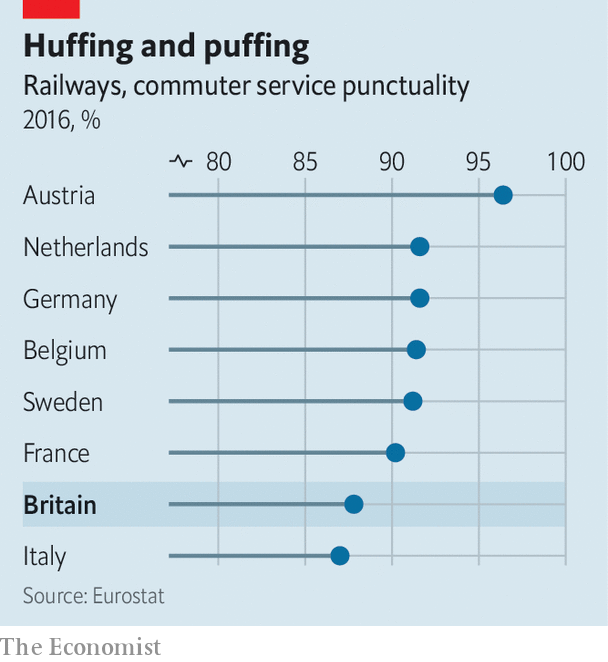 Huffing and puffing
Railways, commuter service punctuality
2016, %
80 85 90 95 100
Austria
Netherlands
Germany
Belgium
Sweden
France
Britain
Italy
Source: Eurostat
The Economist